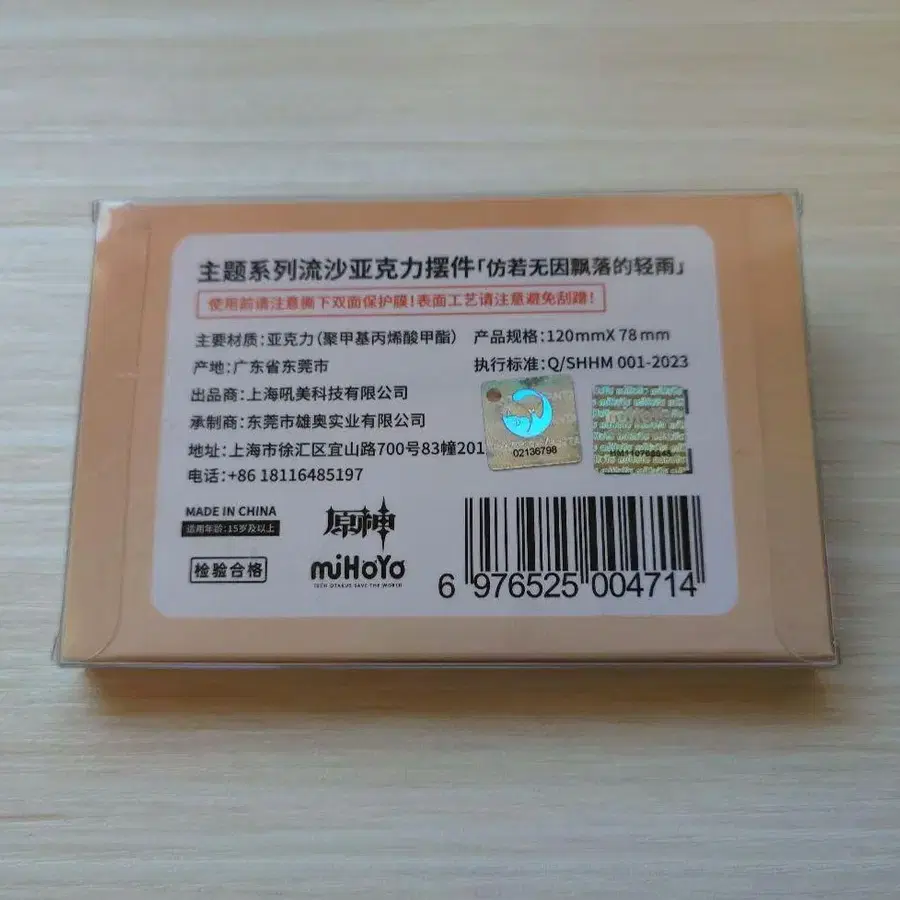 主题系列流沙亚克力摆件「仿若无因飘落的轻雨」
使用前请注意撕下双面保护膜！表面工艺请注意避免刮蹭！
主要材质：亚克力（聚甲基丙烯酸甲酯） 产品规格：120mmX 78mm
产地：广东省东莞市 执行标准：Q/SHHM 001-2023
出品商：上海吼美科技有限公司
承制商：东莞市雄奥实业有限公司
地址：上海市徐汇区宜山路700号83幢201
电话：+86 18116485197
02136798
MADE IN CHINA
适用年龄：15岁及以上
检验合格
原神
miHoYo
TECH OTAKUS SAVE THE WORLD
6 976525 004714